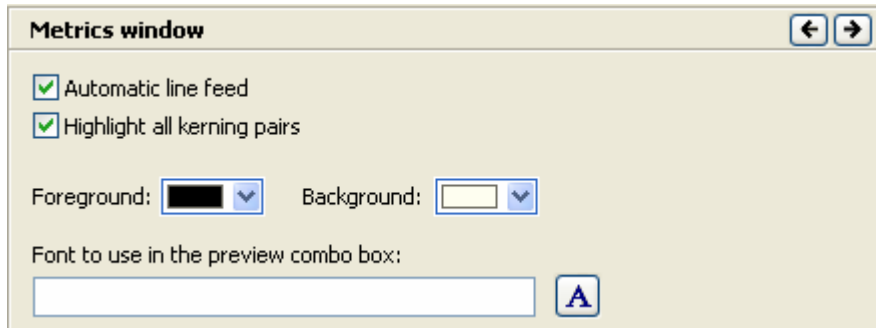 Metrics window
Automatic line feed
Highlight all kerning pairs
Foreground: Background:
Font to use in the preview combo box:
A